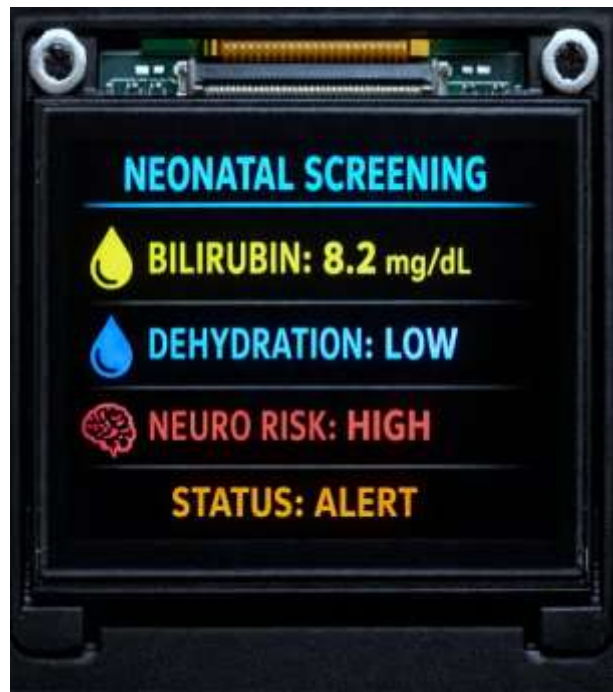 NEONATAL SCREENING
BILIRUBIN: 8.2 mg/dL
DEHYDRATION: LOW
NEURO RISK: HIGH
STATUS: ALERT